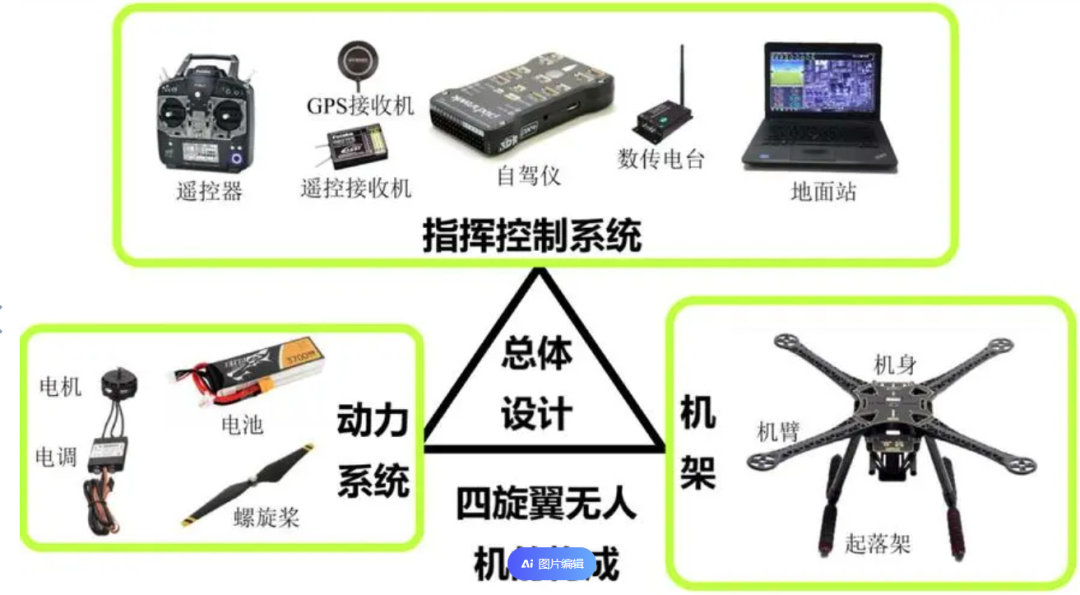 GPS接收机
遥控器
遥控接收机
自驾仪
数传电台
地面站
指挥控制系统
总体
设计
电机
电调
3700
电池
螺旋桨
动力
系统
机
架
机身
机臂
起落架
四旋翼无人
机 成
Ai 图片编辑